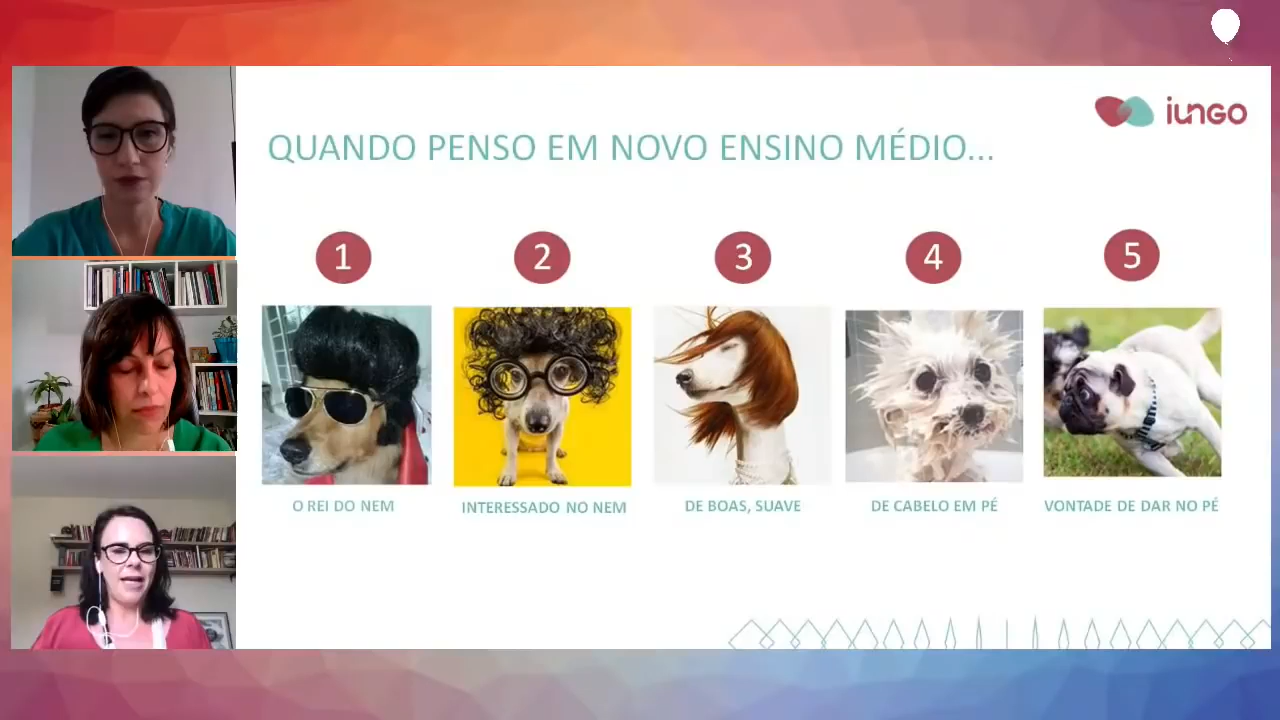 iungo
QUANDO PENSO EM NOVO ENSINO MÉDIO...
1
2
3
4
5
O REI DO NEM
INTERESSADO NO NEM
DE BOAS, SUAVE
DE CABELO EM PÉ
VONTADE DE DAR NO PÉ